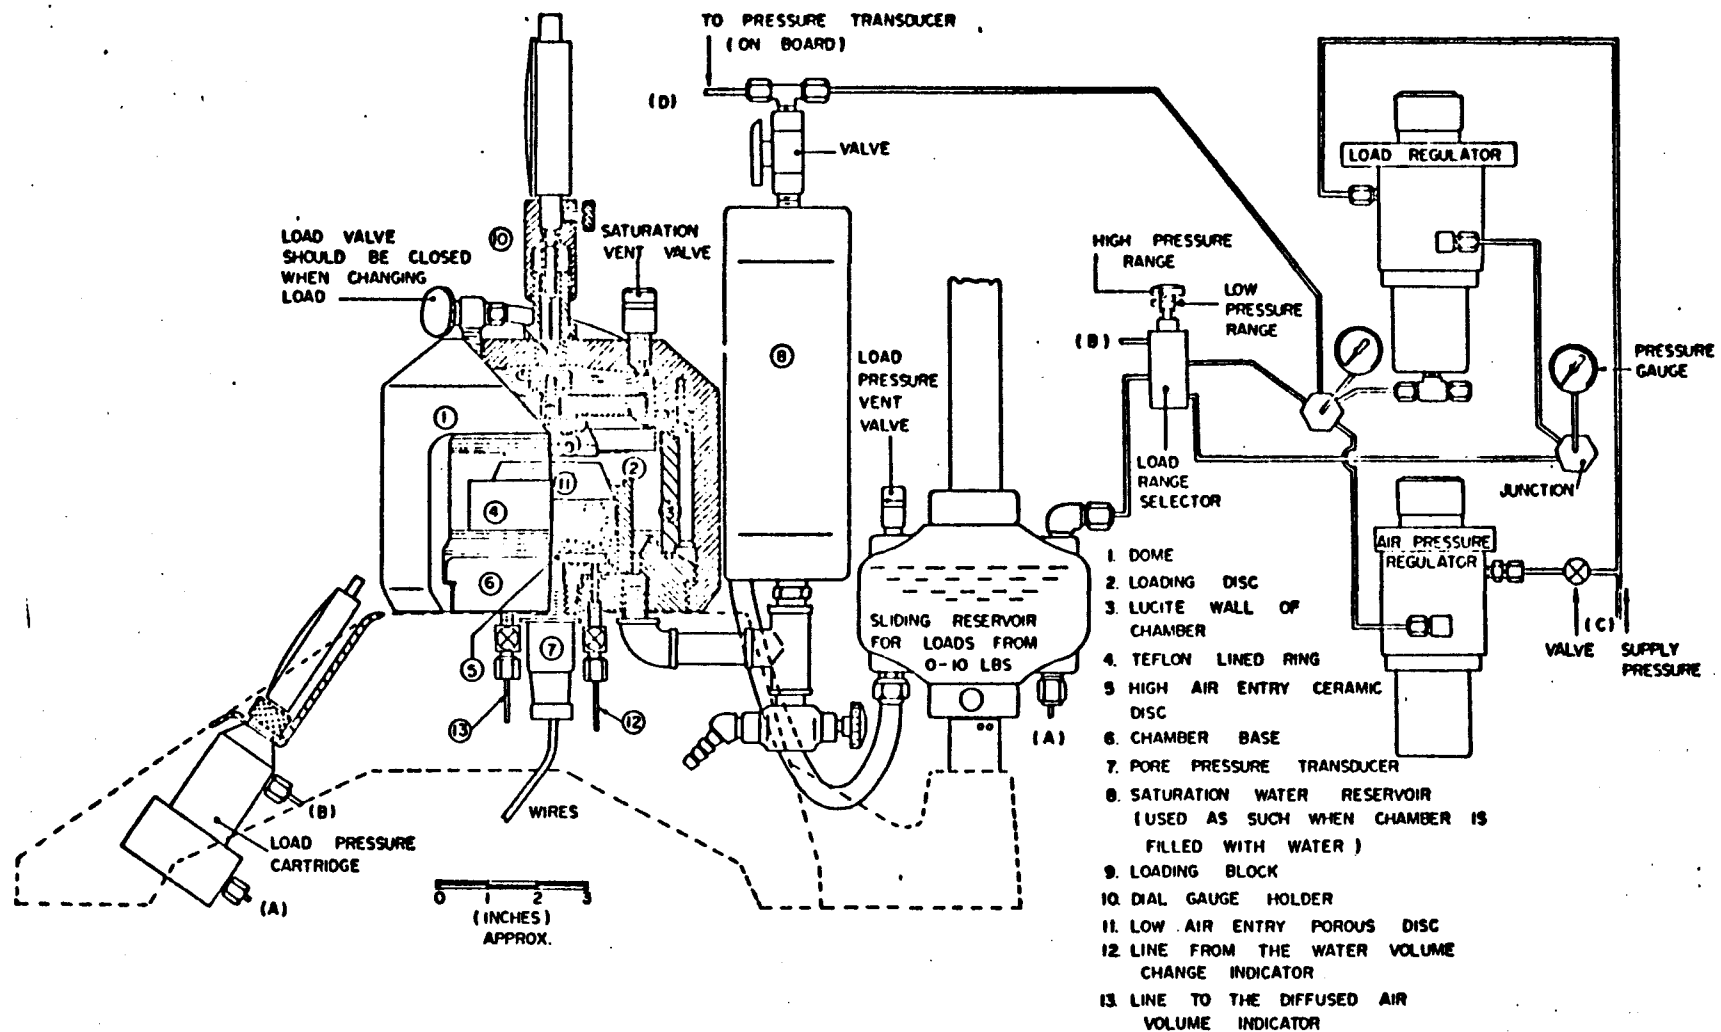 TO PRESSURE TRANSDUCER
(ON BOARD)
(D)
VALVE
LOAD REGULATOR
LOAD VALVE
SHOULD BE CLOSED
WHEN CHANGING
LOAD
10
SATURATION
VENT VALVE
HIGH PRESSURE
RANGE
LOW
PRESSURE
RANGE
(B)
8
LOAD
PRESSURE
VENT
VALVE
PRESSURE
GAUGE
1
9
2
11
4
3
6
LOAD
RANGE
SELECTOR
JUNCTION
AIR PRESSURE
REGULATOR
SLIDING RESERVOIR
FOR LOADS FROM
0-10 LBS
(C)
VALVE
SUPPLY
PRESSURE
5
7
13
12
(A)
WIRES
(B)
LOAD PRESSURE
CARTRIDGE
(A)
0 1 2 3
(INCHES)
APPROX.
1. DOME
2. LOADING DISC
3. LUCITE WALL OF
CHAMBER
4. TEFLON LINED RING
5 HIGH AIR ENTRY CERAMIC
DISC
6. CHAMBER BASE
7. PORE PRESSURE TRANSDUCER
8. SATURATION WATER RESERVOIR
(USED AS SUCH WHEN CHAMBER IS
FILLED WITH WATER)
9. LOADING BLOCK
10. DIAL GAUGE HOLDER
11. LOW AIR ENTRY POROUS DISC
12. LINE FROM THE WATER VOLUME
CHANGE INDICATOR
13. LINE TO THE DIFFUSED AIR
VOLUME INDICATOR